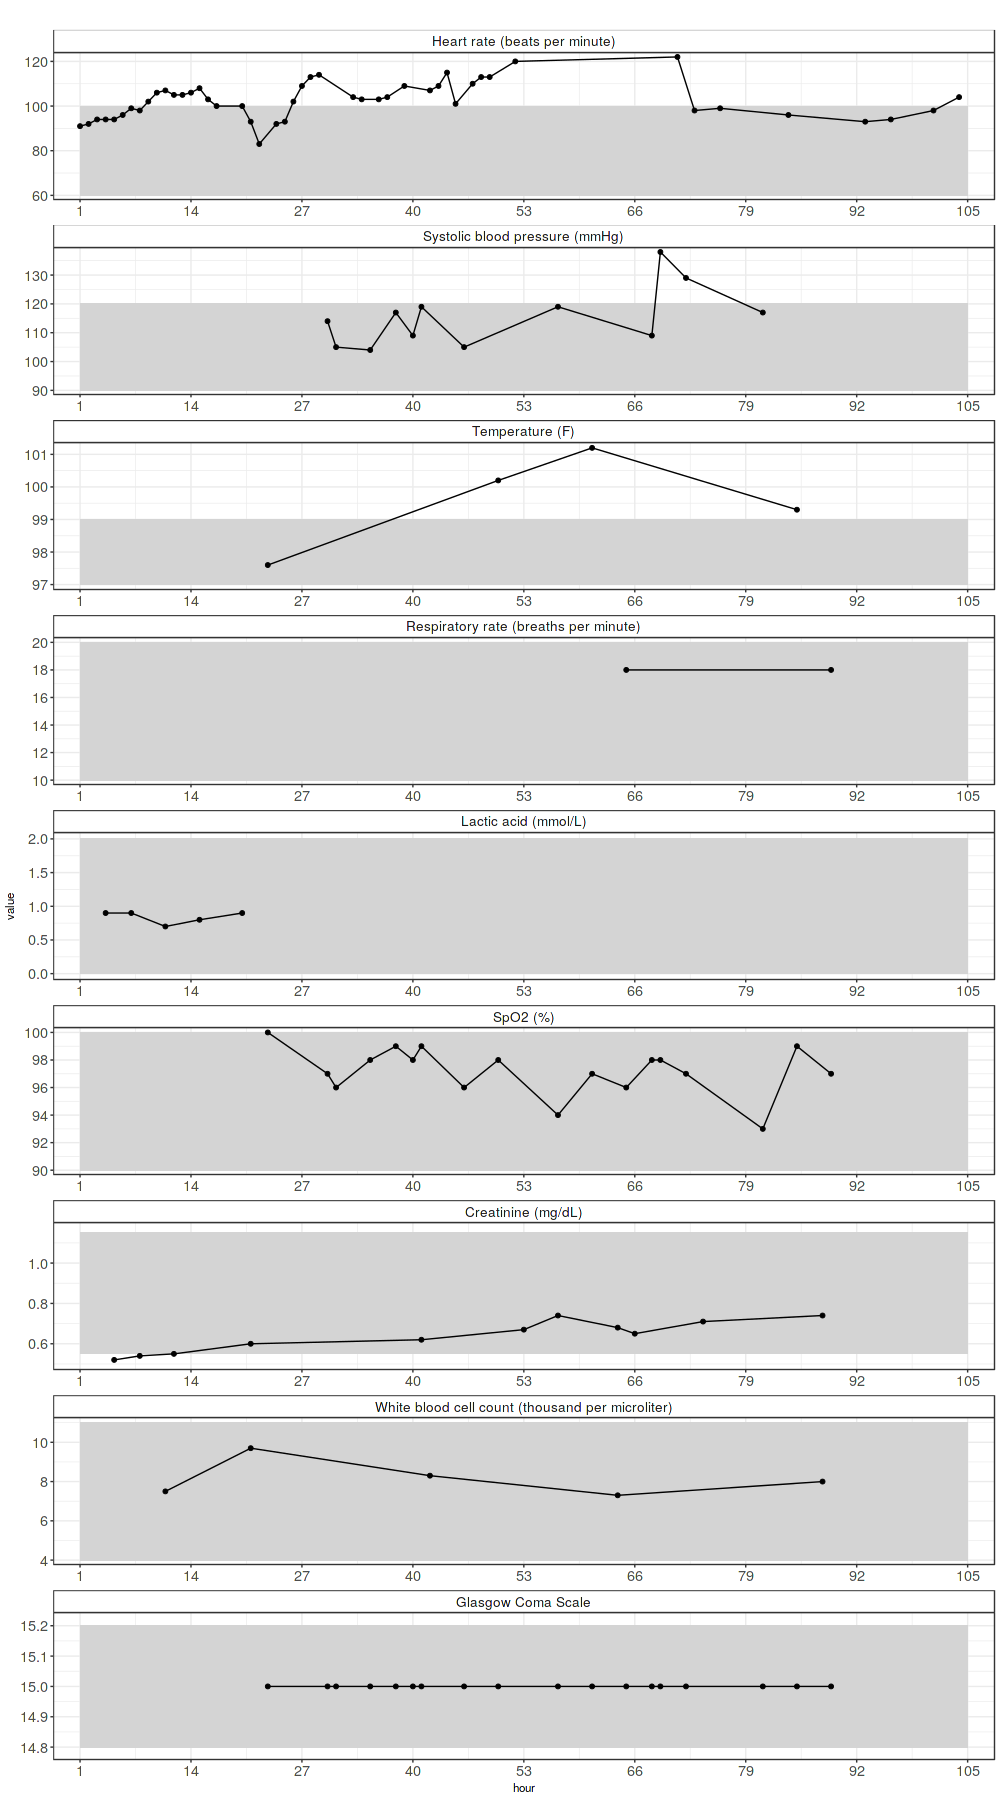 Heart rate (beats per minute)
120
100
80
60
1 14 27 40 53 66 79 92 105
Systolic blood pressure (mmHg)
130
120
110
100
90
1 14 27 40 53 66 79 92 105
Temperature (F)
101
100
99
98
97
1 14 27 40 53 66 79 92 105
Respiratory rate (breaths per minute)
20
18
16
14
12
10
1 14 27 40 53 66 79 92 105
Lactic acid (mmol/L)
2.0
1.5
1.0
0.5
0.0
1 14 27 40 53 66 79 92 105
value
SpO2 (%)
100
98
96
94
92
90
1 14 27 40 53 66 79 92 105
Creatinine (mg/dL)
1.0
0.8
0.6
1 14 27 40 53 66 79 92 105
White blood cell count (thousand per microliter)
10
8
6
4
1 14 27 40 53 66 79 92 105
Glasgow Coma Scale
15.2
15.1
15.0
14.9
14.8
1 14 27 40 53 66 79 92 105
hour